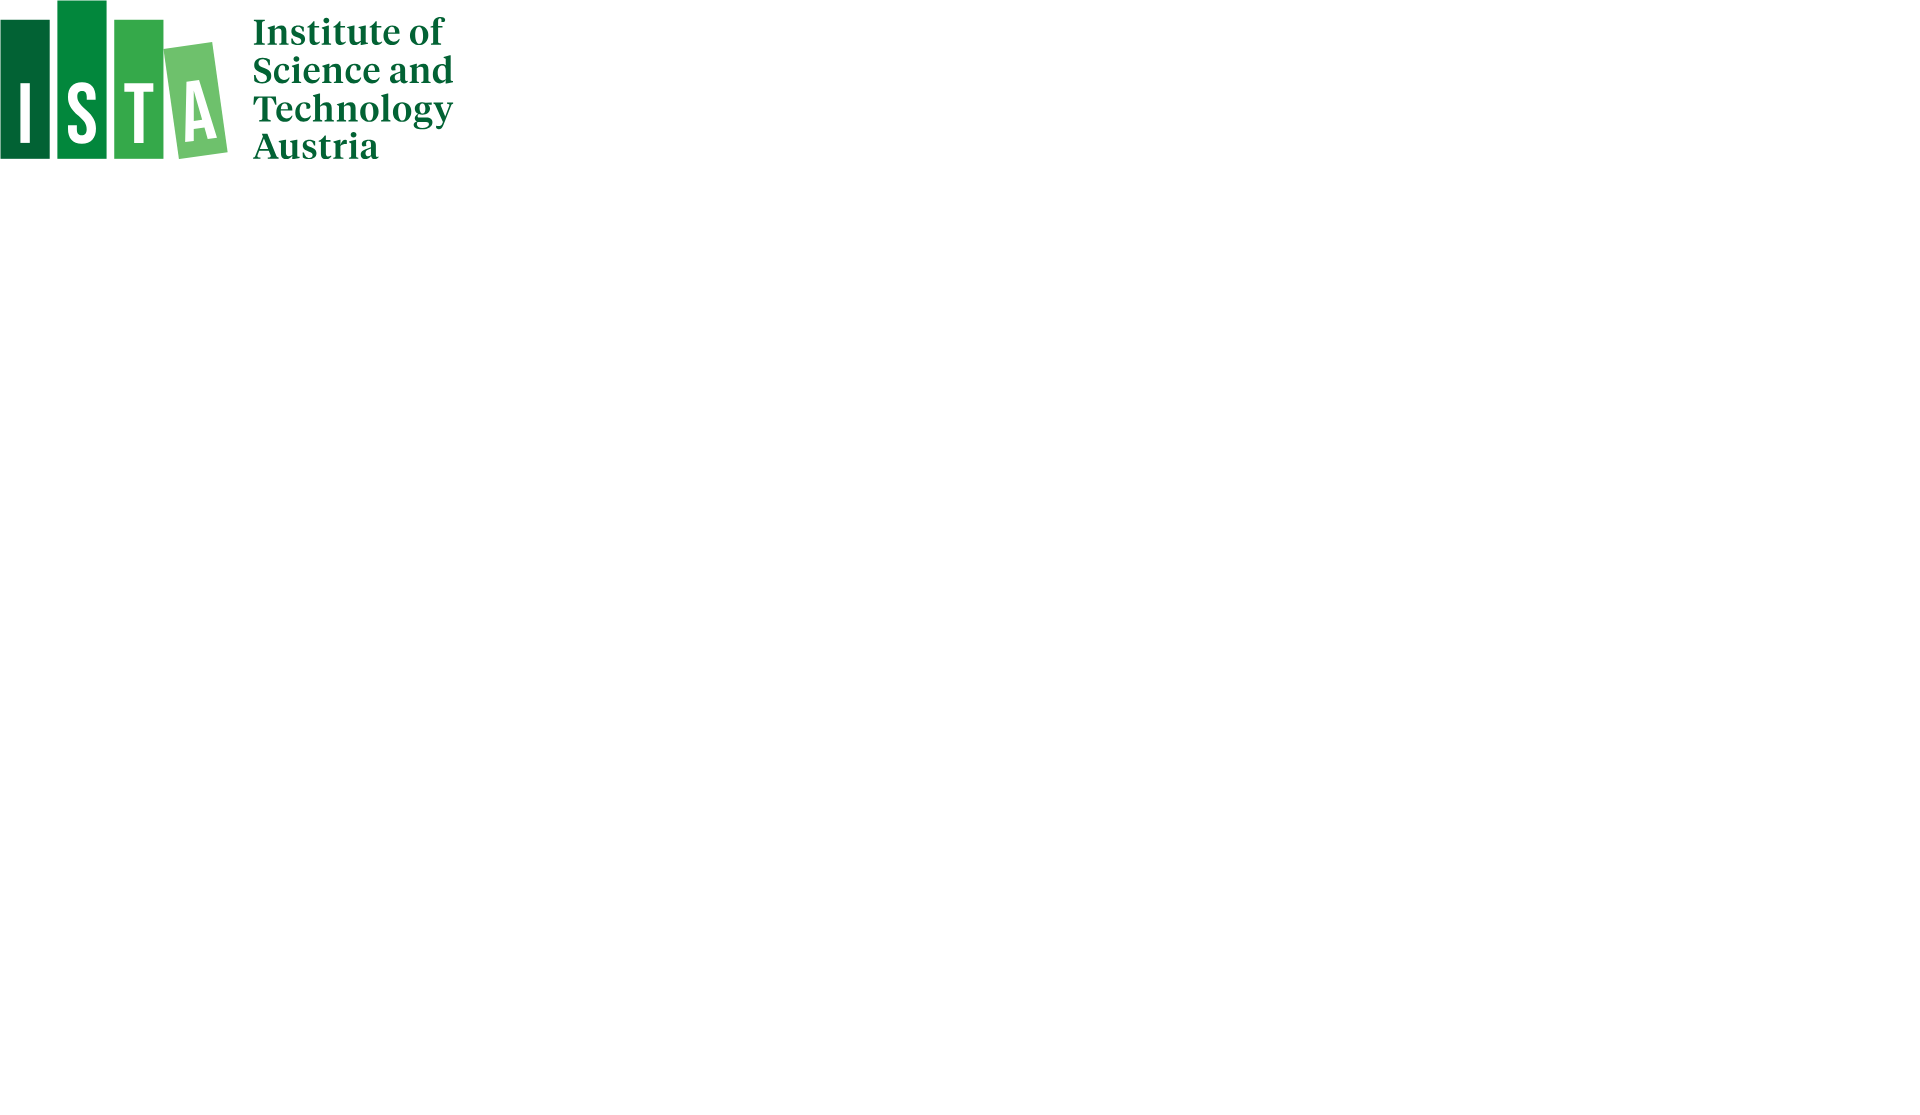 ISTA
Institute of
Science and
Technology
Austria